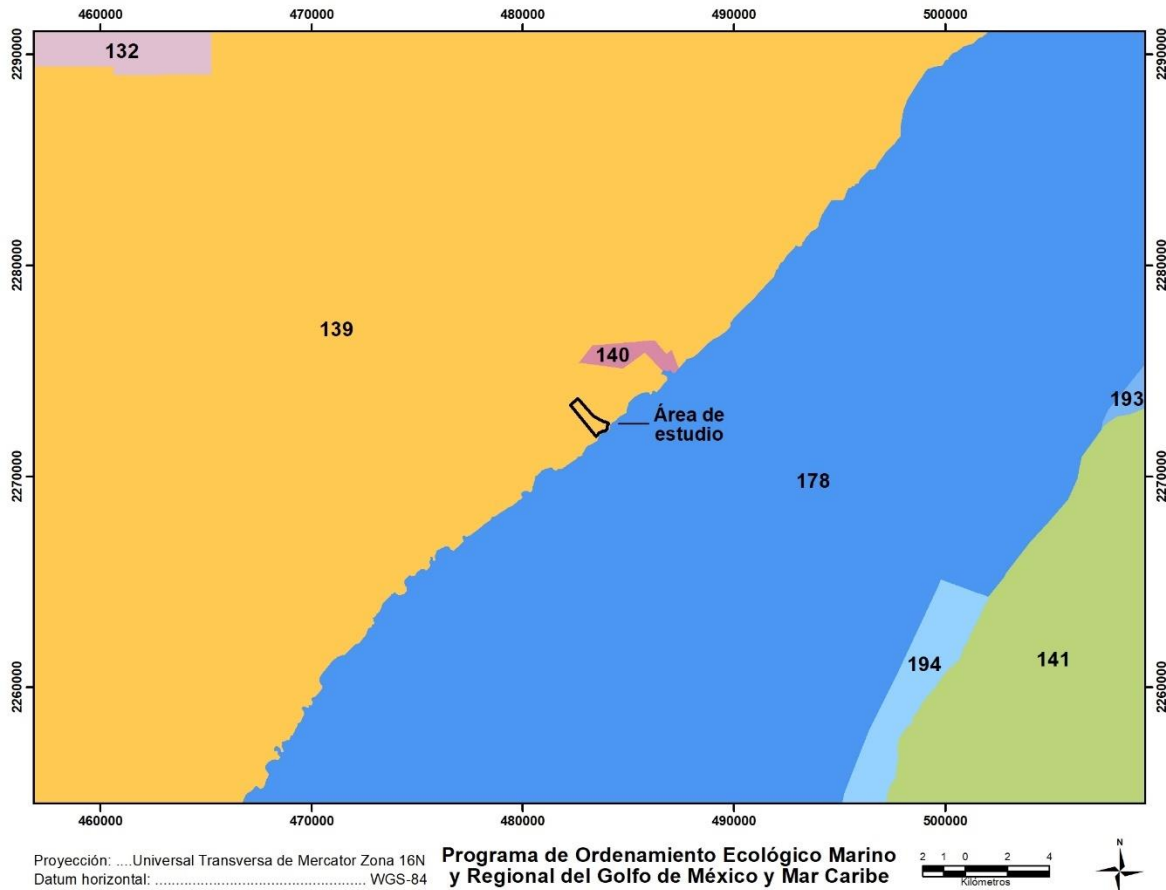 460000 470000 480000 490000 500000
2290000 2290000
132
2280000 2280000
139
140
193
Área de
estudio
2270000 2270000
178
194
141
2260000 2260000
460000 470000 480000 490000 500000
Proyección: ....Universal Transversa de Mercator Zona 16N
Datum horizontal: ................................................ WGS-84
Programa de Ordenamiento Ecológico Marino
y Regional del Golfo de México y Mar Caribe
2 1 0 2 4
Kilómetros
N